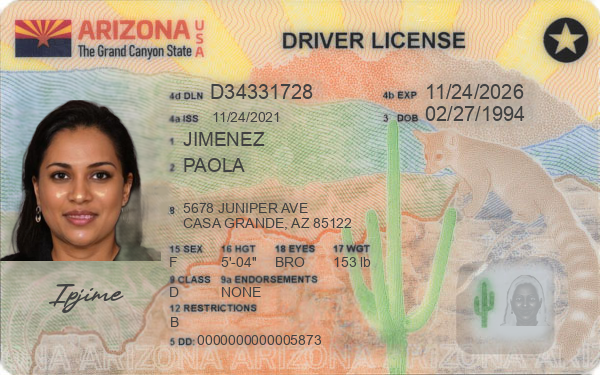 ARIZONA USA
The Grand Canyon State
DRIVER LICENSE
4d DLN D34331728
4b EXP 11/24/2026
4a ISS 11/24/2021
3 DOB 02/27/1994
1 JIMENEZ
2 PAOLA
8 5678 JUNIPER AVE
CASA GRANDE, AZ 85122
15 SEX 16 HGT 18 EYES 17 WGT
F 5'-04" BRO 153 lb
9 CLASS 9a ENDORSEMENTS
D NONE
12 RESTRICTIONS
B
5 DD: 0000000000005873
Ipjime
ARIZONA ARIZONA ARIZONA ARIZONA